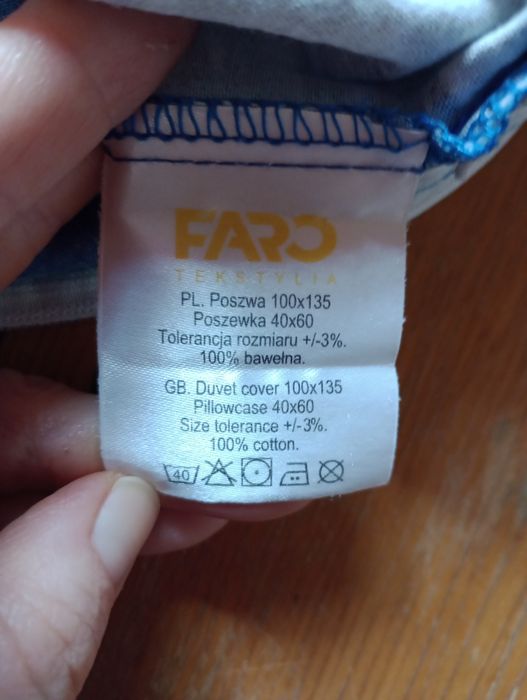 FARO
TEKSTYLIA
PL. Poszwa 100x135
Poszewka 40x60
Tolerancja rozmiaru +/-3%.
100% bawełna.
GB. Duvet cover 100x135
Pillowcase 40x60
Size tolerance +/-3%.
100% cotton.
40